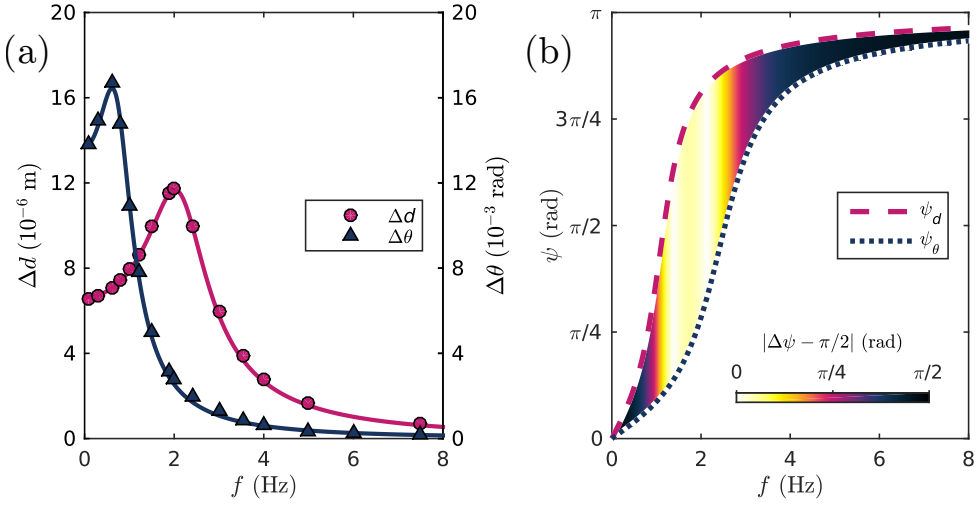 (a)
20
16
12
8
4
0
Δd (10⁻⁶ m)
0 2 4 6 8
f (Hz)
20
16
12
8
4
0
Δθ (10⁻³ rad)
Δd
Δθ
(b)
π
3π/4
π/2
π/4
0
ψ (rad)
0 2 4 6 8
f (Hz)
ψ_d
ψ_θ
|Δψ − π/2| (rad)
0 π/4 π/2